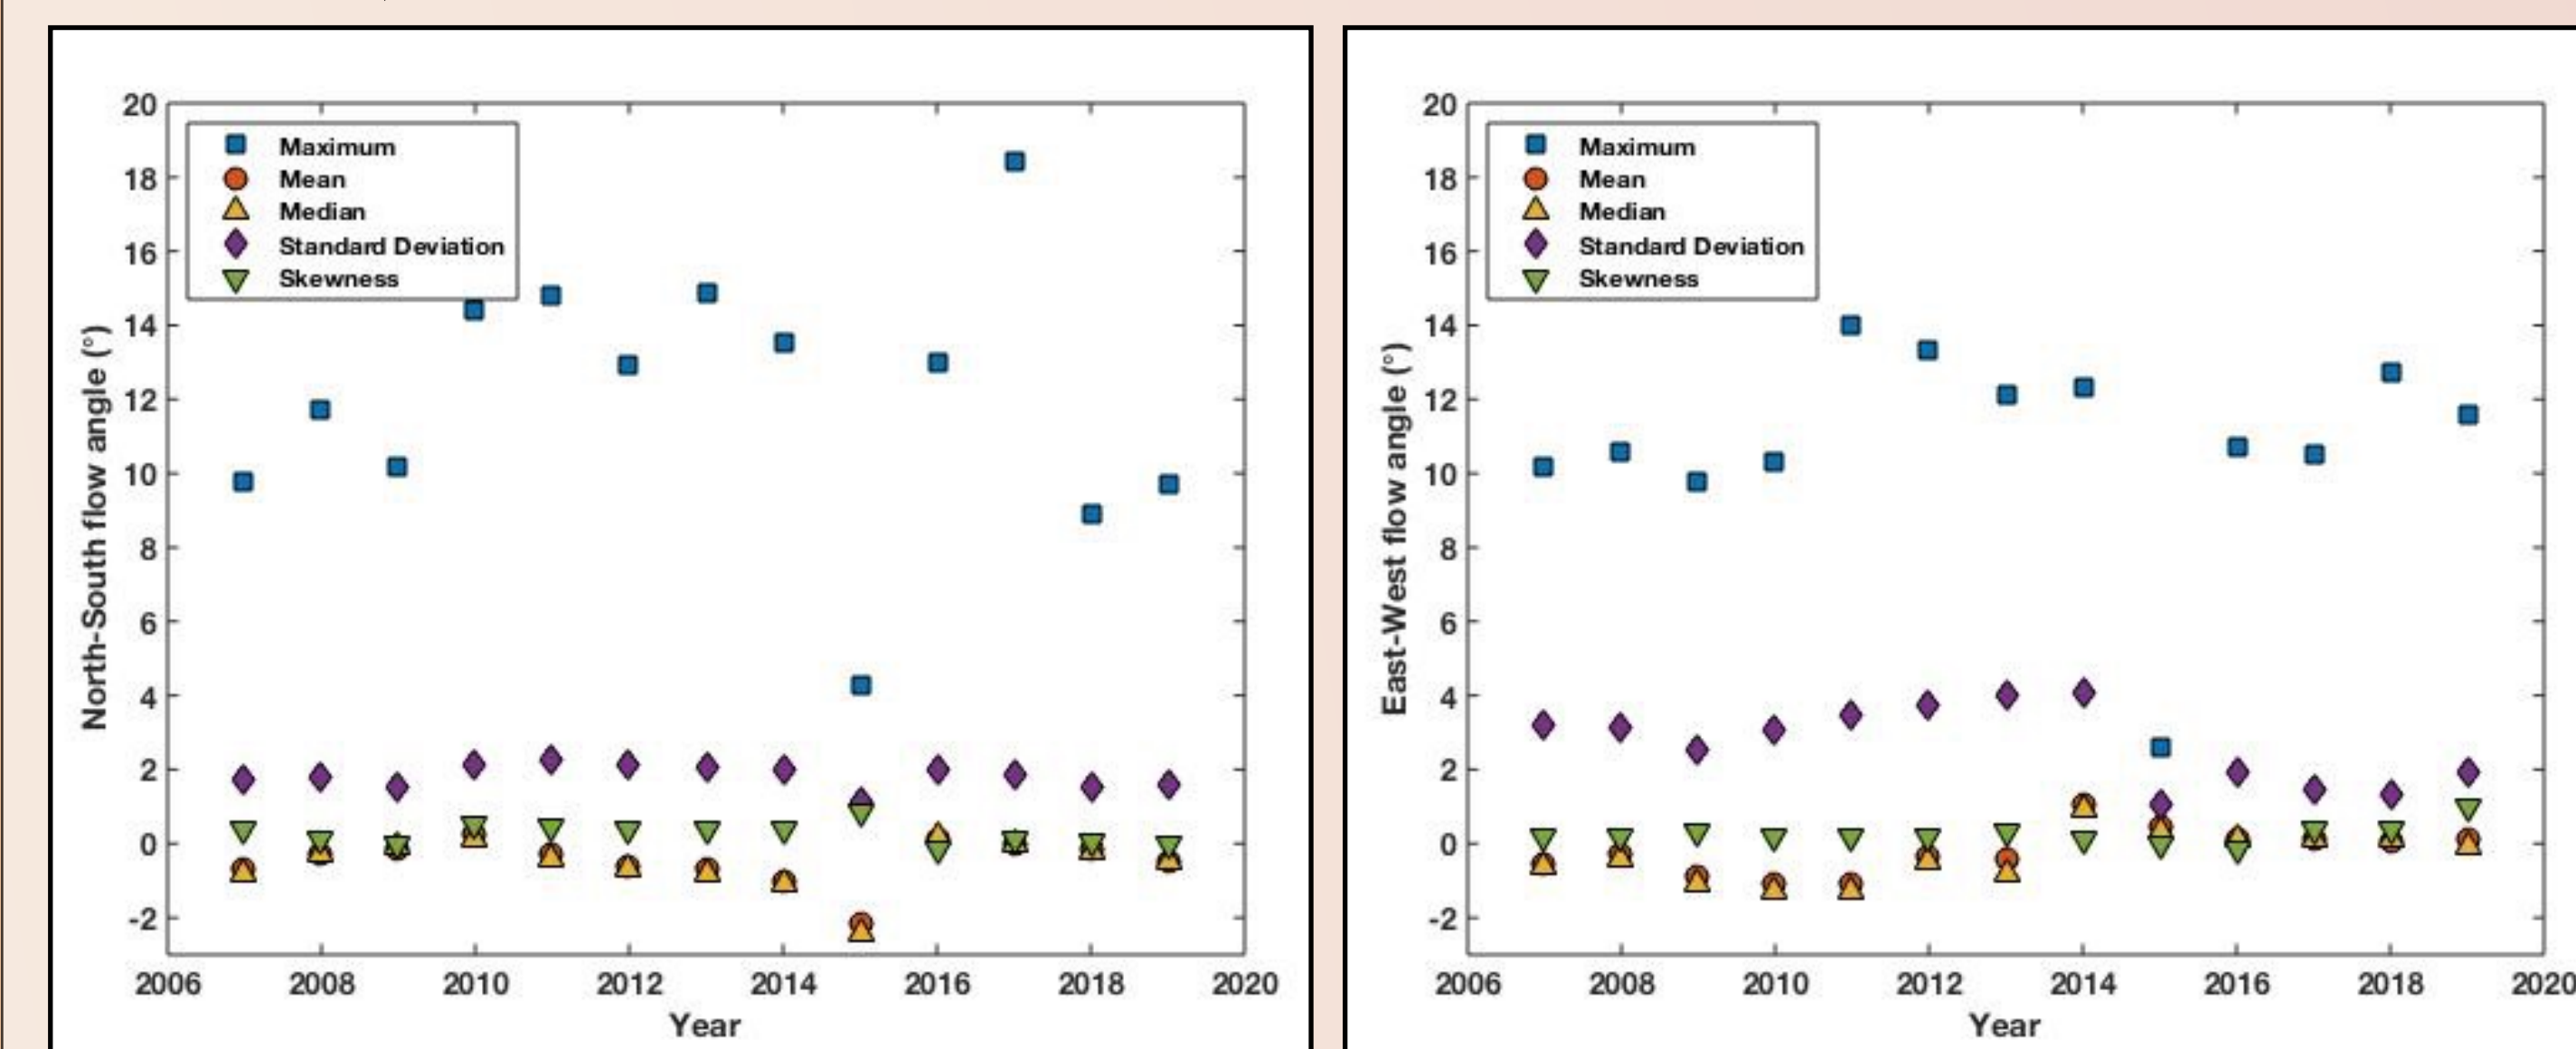 20
18
16
14
12
10
8
6
4
2
0
-2
North-South flow angle (°)
Maximum
Mean
Median
Standard Deviation
Skewness
2006 2008 2010 2012 2014 2016 2018 2020
Year
20
18
16
14
12
10
8
6
4
2
0
-2
East-West flow angle (°)
Maximum
Mean
Median
Standard Deviation
Skewness
2006 2008 2010 2012 2014 2016 2018 2020
Year